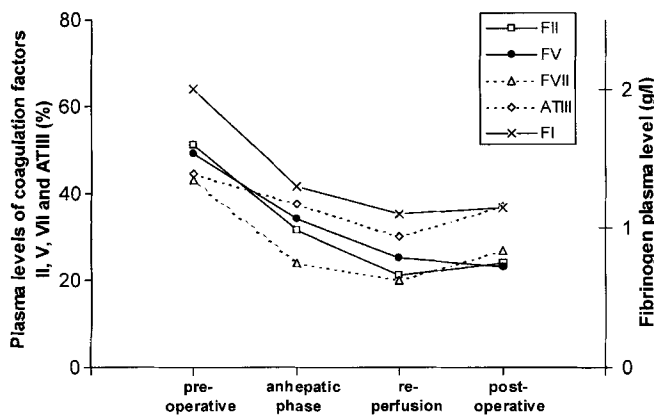 Plasma levels of coagulation factors
II, V, VII and ATIII (%)
80
60
40
20
0
FII
FV
FVII
ATIII
FI
2
1
0
Fibrinogen plasma level (g/l)
pre-
operative
anhepatic
phase
re-
perfusion
post-
operative